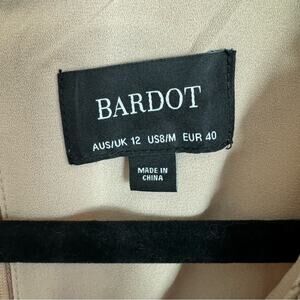 BARDOT
AUS/UK 12 US8/M EUR 40
MADE IN
CHINA